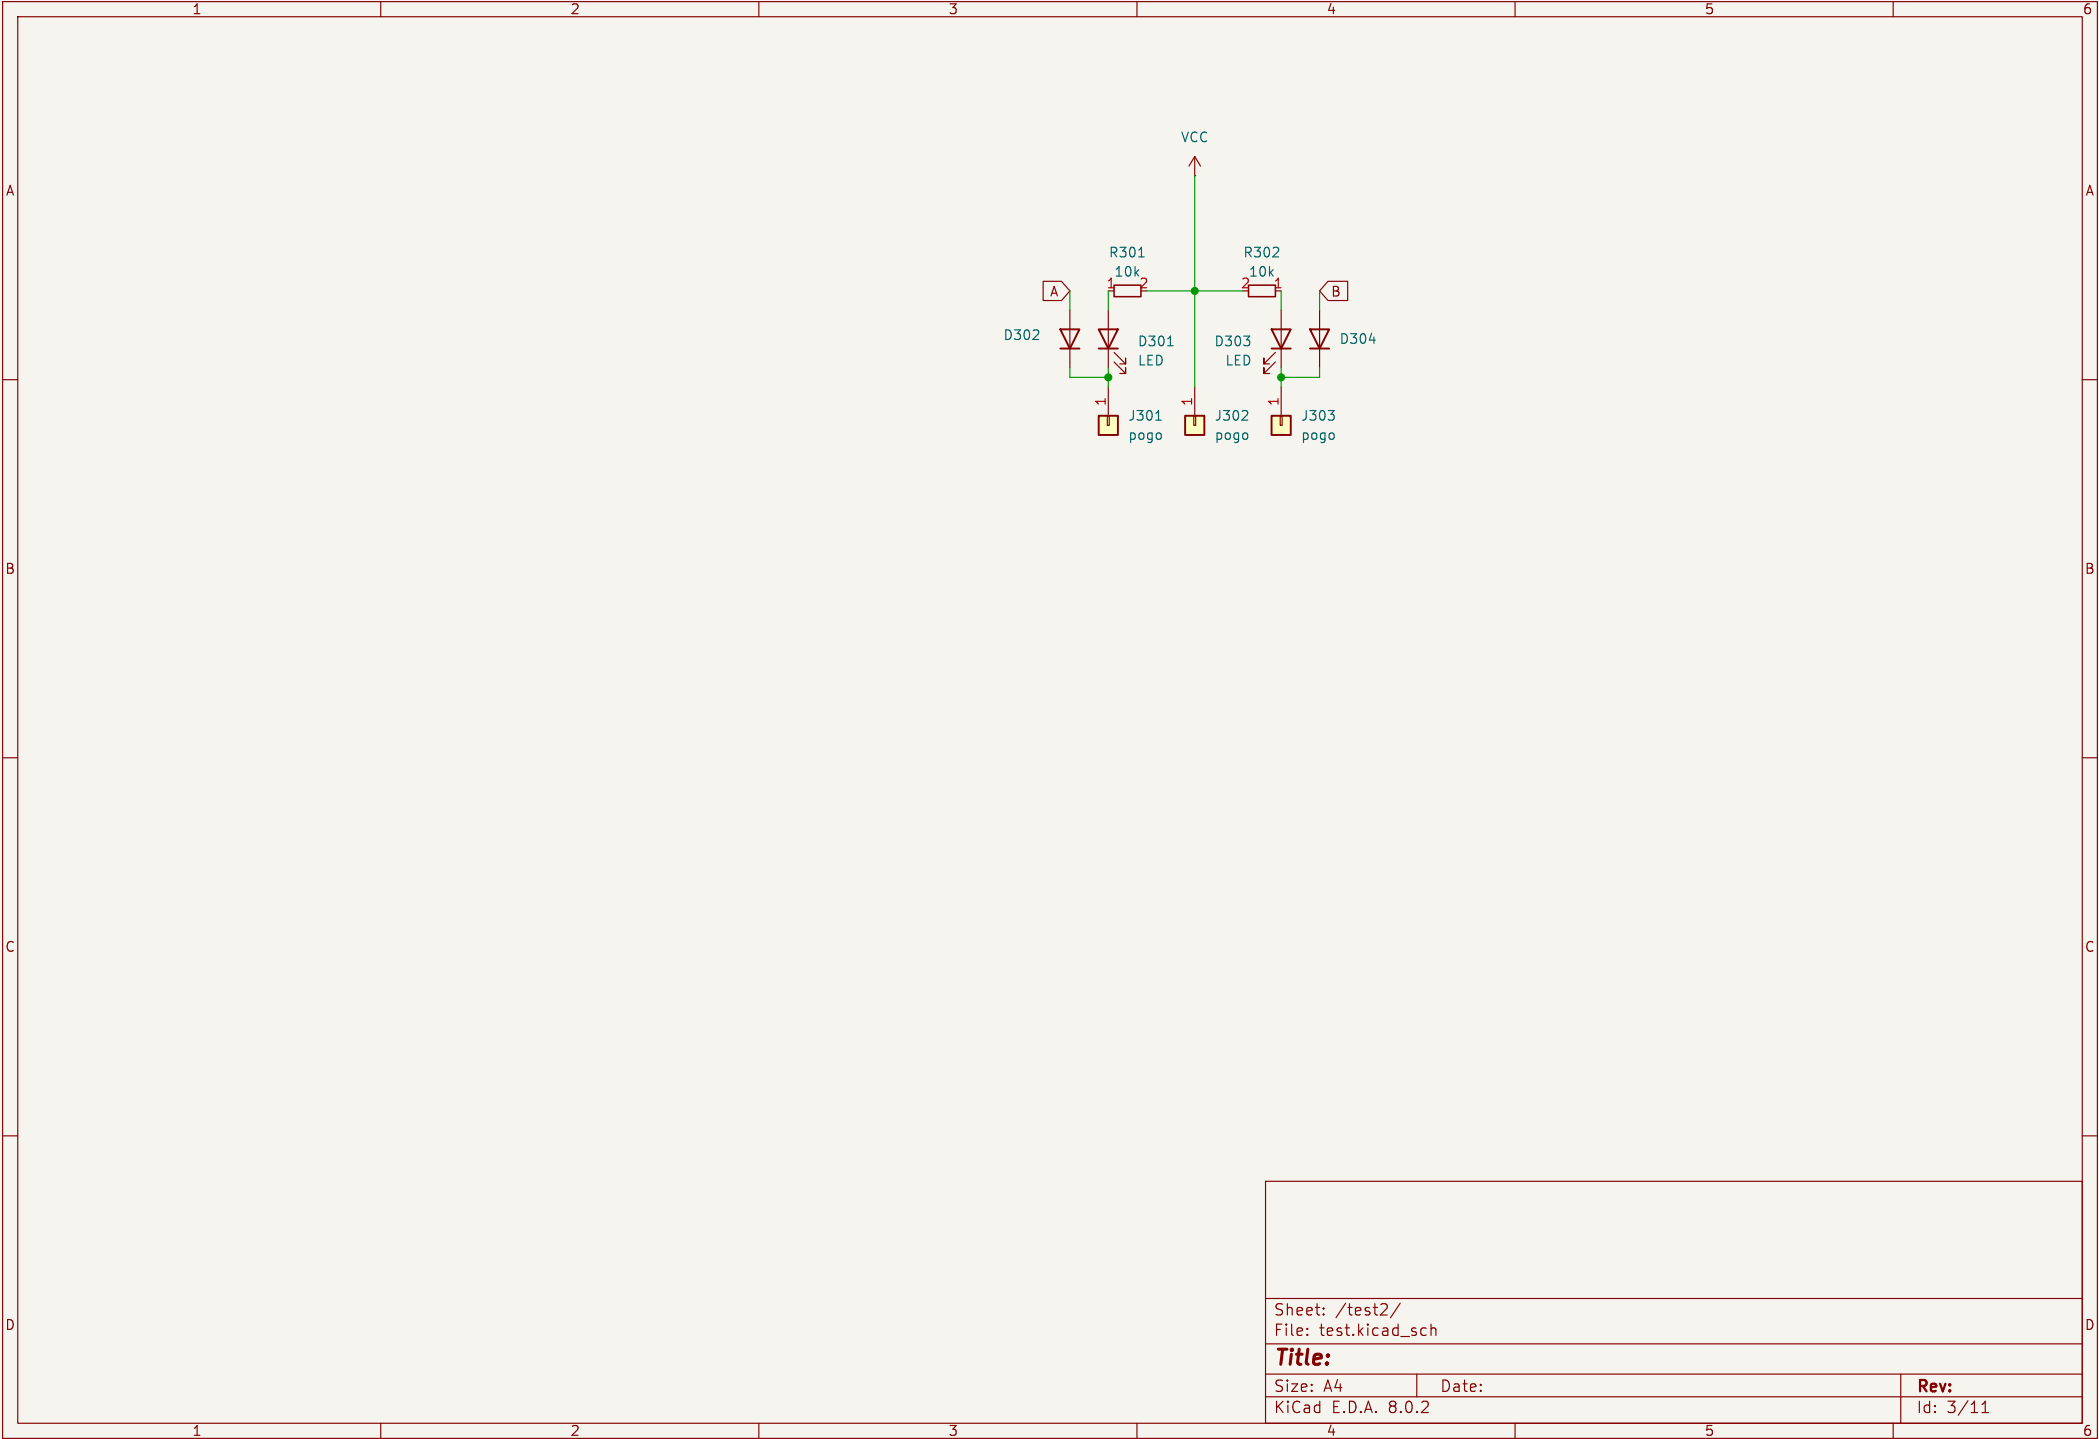 1 2 3 4 5 6
VCC
A A
R301 R302
10k 10k
1 2 2 1
A B
D302 D301 D303 D304
LED LED
1 1 1
J301 J302 J303
pogo pogo pogo
B B
C C
Sheet: /test2/
File: test.kicad_sch
D D
Title:
Size: A4 Date: Rev:
KiCad E.D.A. 8.0.2 Id: 3/11
1 2 3 4 5 6